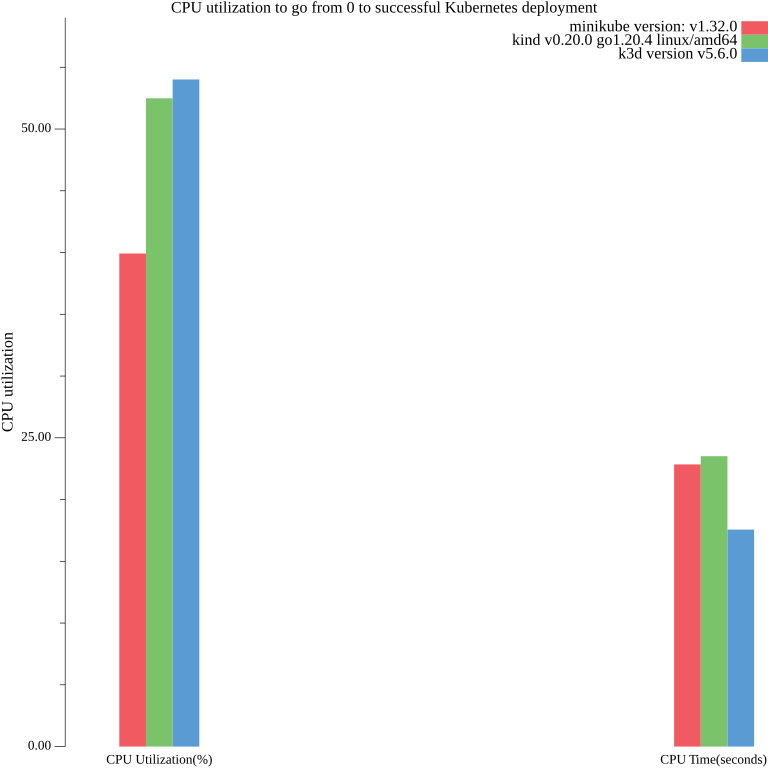 CPU utilization to go from 0 to successful Kubernetes deployment
minikube version: v1.32.0
kind v0.20.0 go1.20.4 linux/amd64
k3d version v5.6.0
CPU utilization
50.00
25.00
0.00
CPU Utilization(%)
CPU Time(seconds)